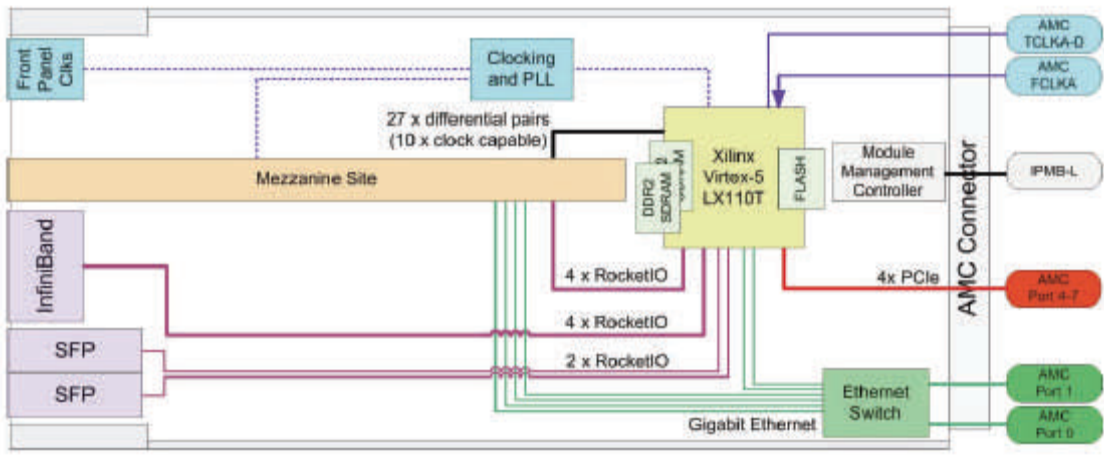 Front
Panel
Clks
Clocking
and PLL
AMC
TCLKA-D
AMC
FCLKA
27 x differential pairs
(10 x clock capable)
Mezzanine Site
DDR2
SDRAM
2
Xilinx
Virtex-5
LX110T
FLASH
Module
Management
Controller
AMC Connector
IPMB-L
InfiniBand
4 x RocketIO
4x PCIe
AMC
Port 4-7
4 x RocketIO
SFP
2 x RocketIO
SFP
Ethernet
Switch
AMC
Port 1
Gigabit Ethernet
AMC
Port 0